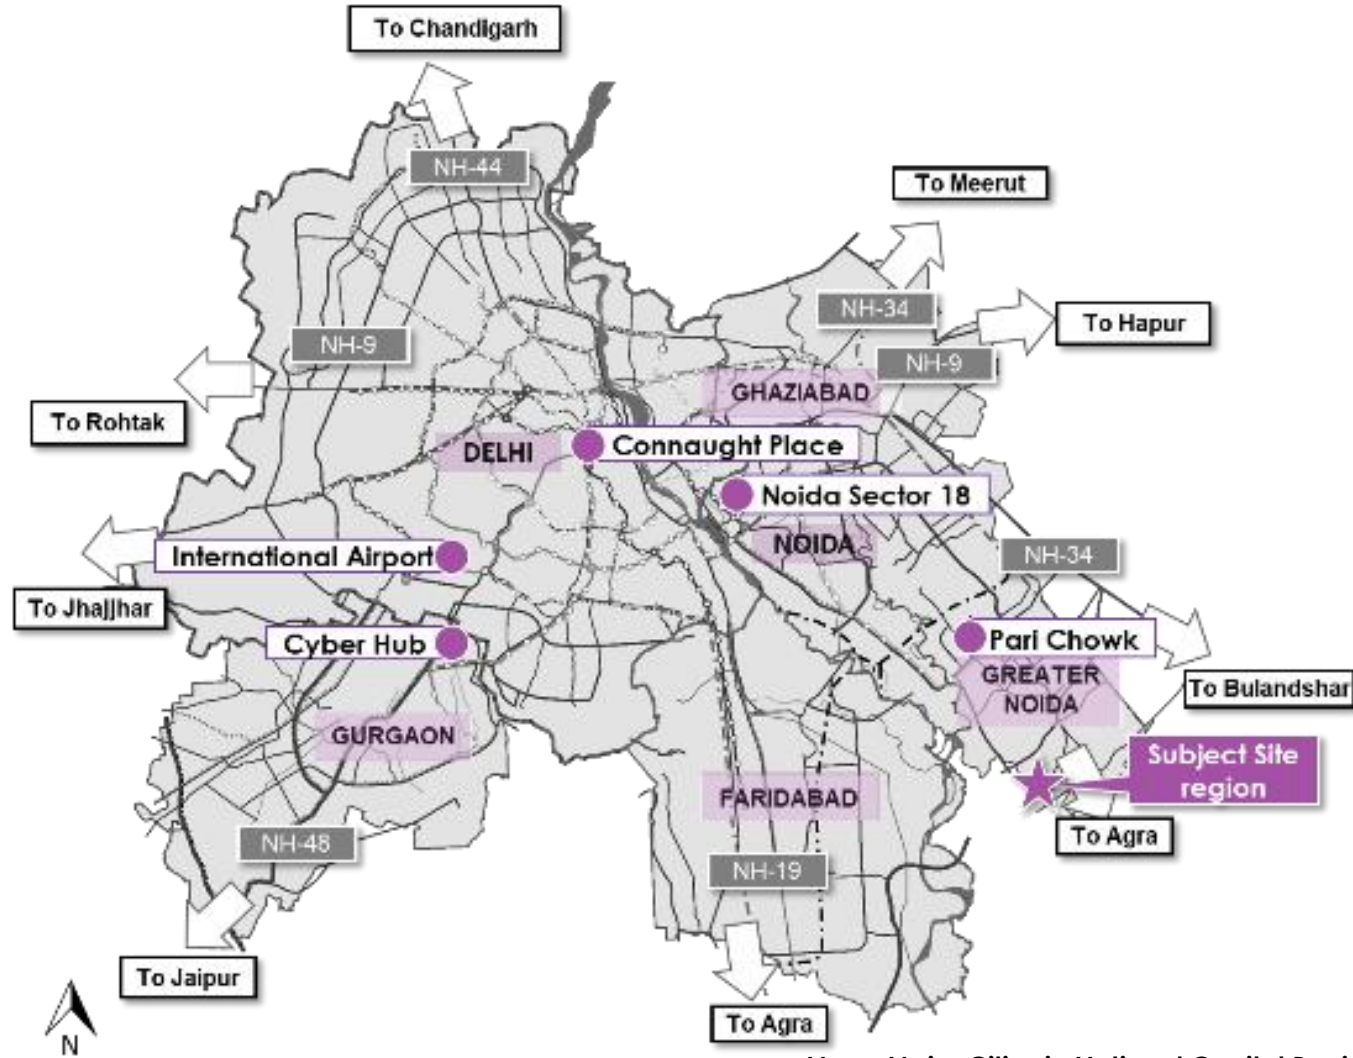 To Chandigarh
NH-44
To Meerut
NH-34
To Hapur
NH-9
NH-9
To Rohtak
GHAZIABAD
DELHI
Connaught Place
Noida Sector 18
NOIDA
International Airport
NH-34
To Jhajjhar
Cyber Hub
Pari Chowk
GREATER
NOIDA
To Bulandshar
GURGAON
Subject Site
region
FARIDABAD
To Agra
NH-48
NH-19
To Jaipur
To Agra
N